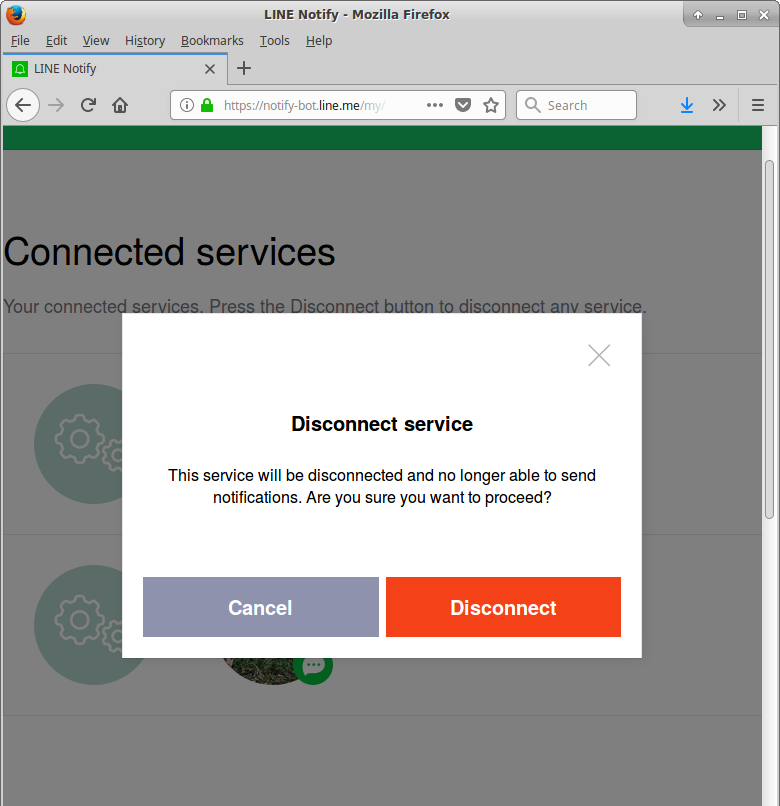 LINE Notify - Mozilla Firefox
File Edit View History Bookmarks Tools Help
LINE Notify
https://notify-bot.line.me/my/
Search
Connected services
Your connected services. Press the Disconnect button to disconnect any service.
Disconnect service
This service will be disconnected and no longer able to send
notifications. Are you sure you want to proceed?
Cancel
Disconnect